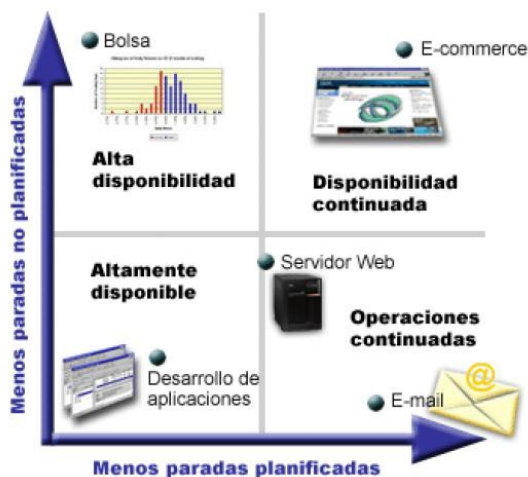 Bolsa
E-commerce
Alta
disponibilidad
Disponibilidad
continuada
Altamente
disponible
Servidor Web
Operaciones
continuadas
Desarrollo de
aplicaciones
E-mail
@
Menos paradas no planificadas
Menos paradas planificadas